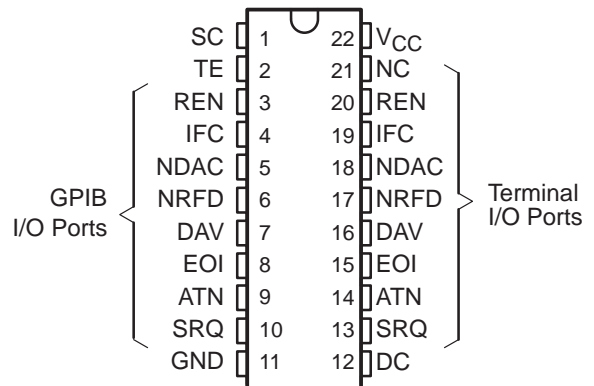 SC 1 22 VCC
TE 2 21 NC
REN 3 20 REN
IFC 4 19 IFC
NDAC 5 18 NDAC
GPIB I/O Ports NRFD 6 17 NRFD Terminal I/O Ports
DAV 7 16 DAV
EOI 8 15 EOI
ATN 9 14 ATN
SRQ 10 13 SRQ
GND 11 12 DC